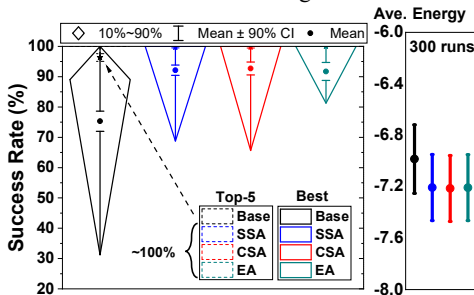 10%~90% Mean ± 90% CI Mean
Ave. Energy
Success Rate (%)
100
90
80
70
60
50
40
30
20
Top-5 Best
Base Base
SSA SSA
CSA CSA
EA EA
~100%
-6.0
-6.4
-6.8
-7.2
-7.6
-8.0
300 runs